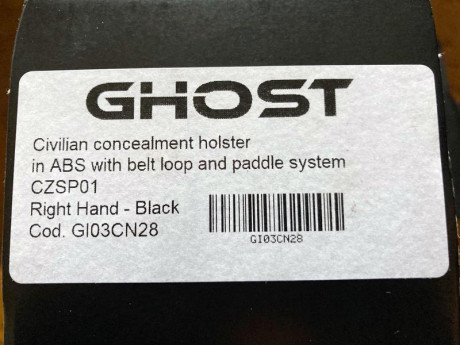 GHOST
Civilian concealment holster
in ABS with belt loop and paddle system
CZSP01
Right Hand - Black
Cod. GI03CN28
GI03CN28